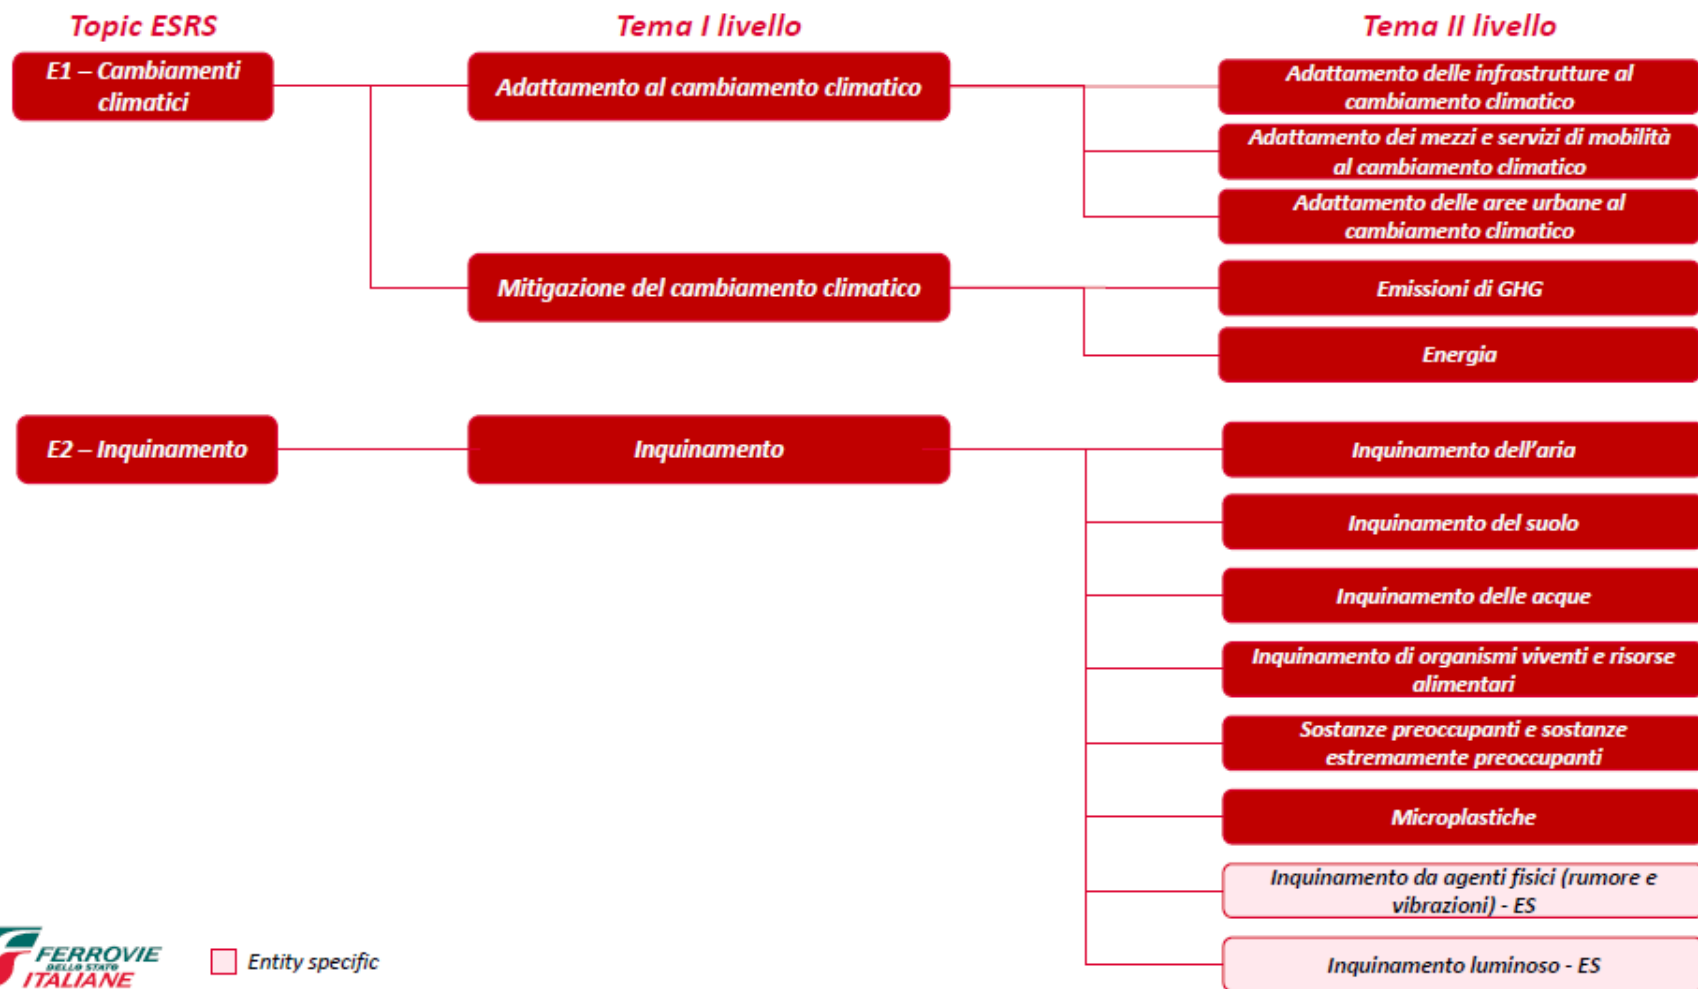 Topic ESRS
Tema I livello
Tema II livello
E1 – Cambiamenti
climatici
Adattamento al cambiamento climatico
Adattamento delle infrastrutture al
cambiamento climatico
Adattamento dei mezzi e servizi di mobilità
al cambiamento climatico
Adattamento delle aree urbane al
cambiamento climatico
Mitigazione del cambiamento climatico
Emissioni di GHG
Energia
E2 – Inquinamento
Inquinamento
Inquinamento dell’aria
Inquinamento del suolo
Inquinamento delle acque
Inquinamento di organismi viventi e risorse
alimentari
Sostanze preoccupanti e sostanze
estremamente preoccupanti
Microplastiche
Inquinamento da agenti fisici (rumore e
vibrazioni) - ES
Inquinamento luminoso - ES
FERROVIE
DELLO STATO
ITALIANE
Entity specific